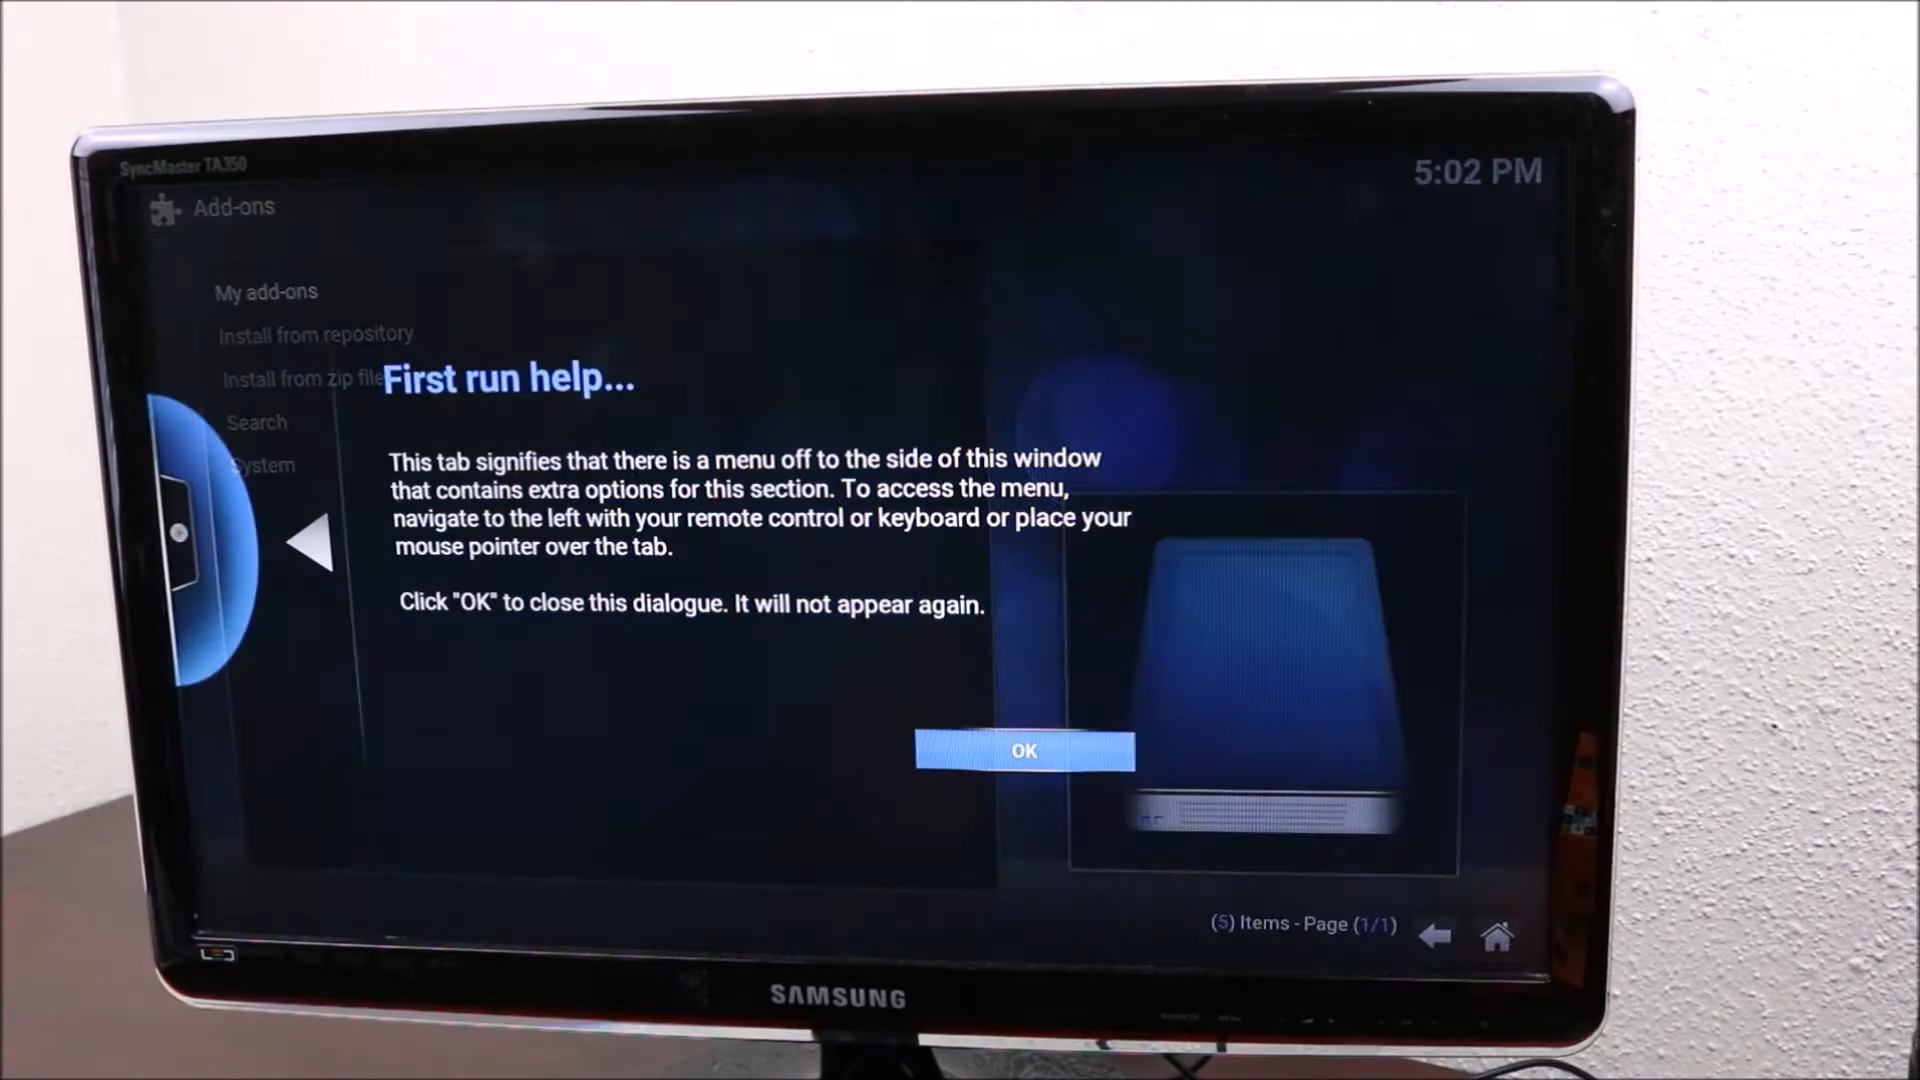 SyncMaster TA350
5:02 PM
Add-ons
My add-ons
Install from repository
Install from zip file
Search
System
First run help...
This tab signifies that there is a menu off to the side of this window
that contains extra options for this section. To access the menu,
navigate to the left with your remote control or keyboard or place your
mouse pointer over the tab.
Click "OK" to close this dialogue. It will not appear again.
OK
(5) Items - Page (1/1)
LED
SAMSUNG